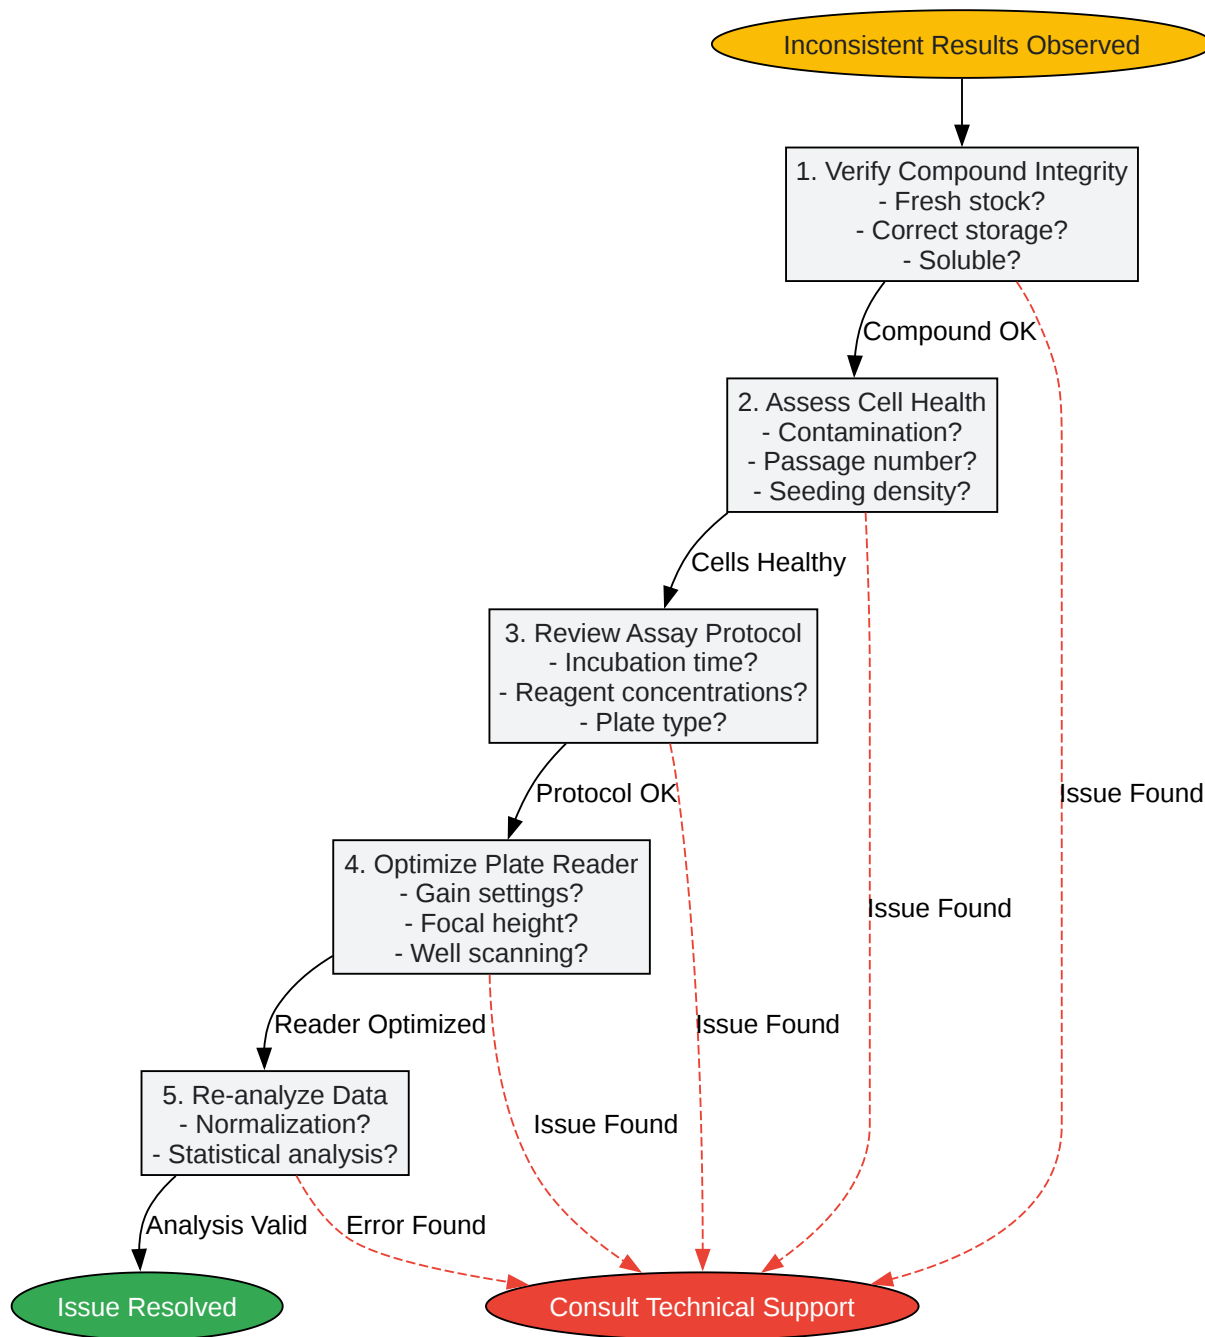 Inconsistent Results Observed
1. Verify Compound Integrity
- Fresh stock?
- Correct storage?
- Soluble?
Compound OK
2. Assess Cell Health
- Contamination?
- Passage number?
- Seeding density?
Cells Healthy
3. Review Assay Protocol
- Incubation time?
- Reagent concentrations?
- Plate type?
Protocol OK
Issue Found
4. Optimize Plate Reader
- Gain settings?
- Focal height?
- Well scanning?
Issue Found
Reader Optimized
Issue Found
5. Re-analyze Data
- Normalization?
- Statistical analysis?
Issue Found
Analysis Valid
Error Found
Issue Resolved
Consult Technical Support